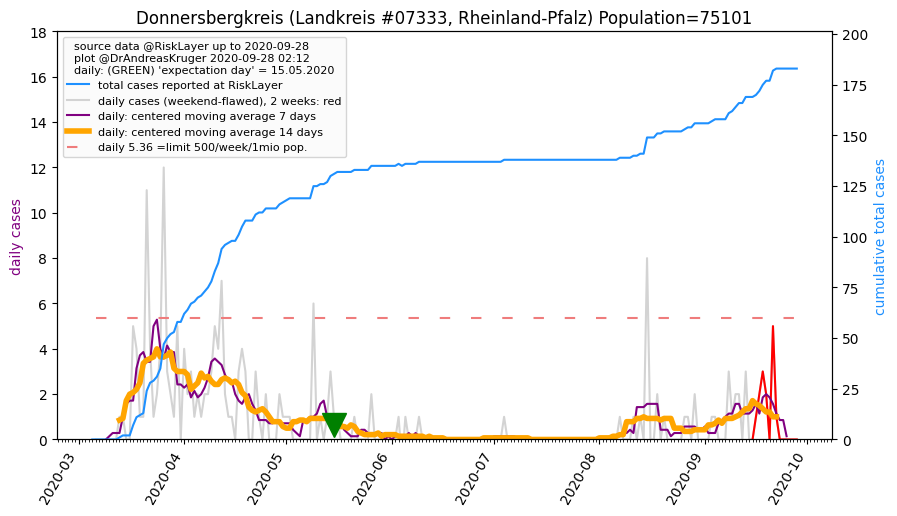 Donnersbergkreis (Landkreis #07333, Rheinland-Pfalz) Population=75101
source data @RiskLayer up to 2020-09-28
plot @DrAndreasKruger 2020-09-28 02:12
daily: (GREEN) 'expectation day' = 15.05.2020
total cases reported at RiskLayer
daily cases (weekend-flawed), 2 weeks: red
daily: centered moving average 7 days
daily: centered moving average 14 days
daily 5.36 =limit 500/week/1mio pop.
daily cases
18
16
14
12
10
8
6
4
2
0
cumulative total cases
200
175
150
125
100
75
50
25
0
2020-03
2020-04
2020-05
2020-06
2020-07
2020-08
2020-09
2020-10